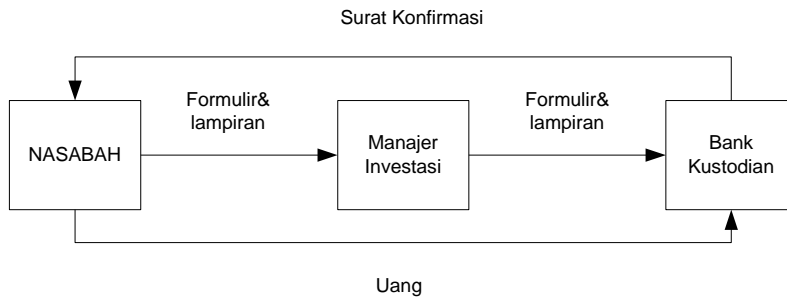 Surat Konfirmasi
Formulir&
lampiran
Formulir&
lampiran
NASABAH
Manajer
Investasi
Bank
Kustodian
Uang